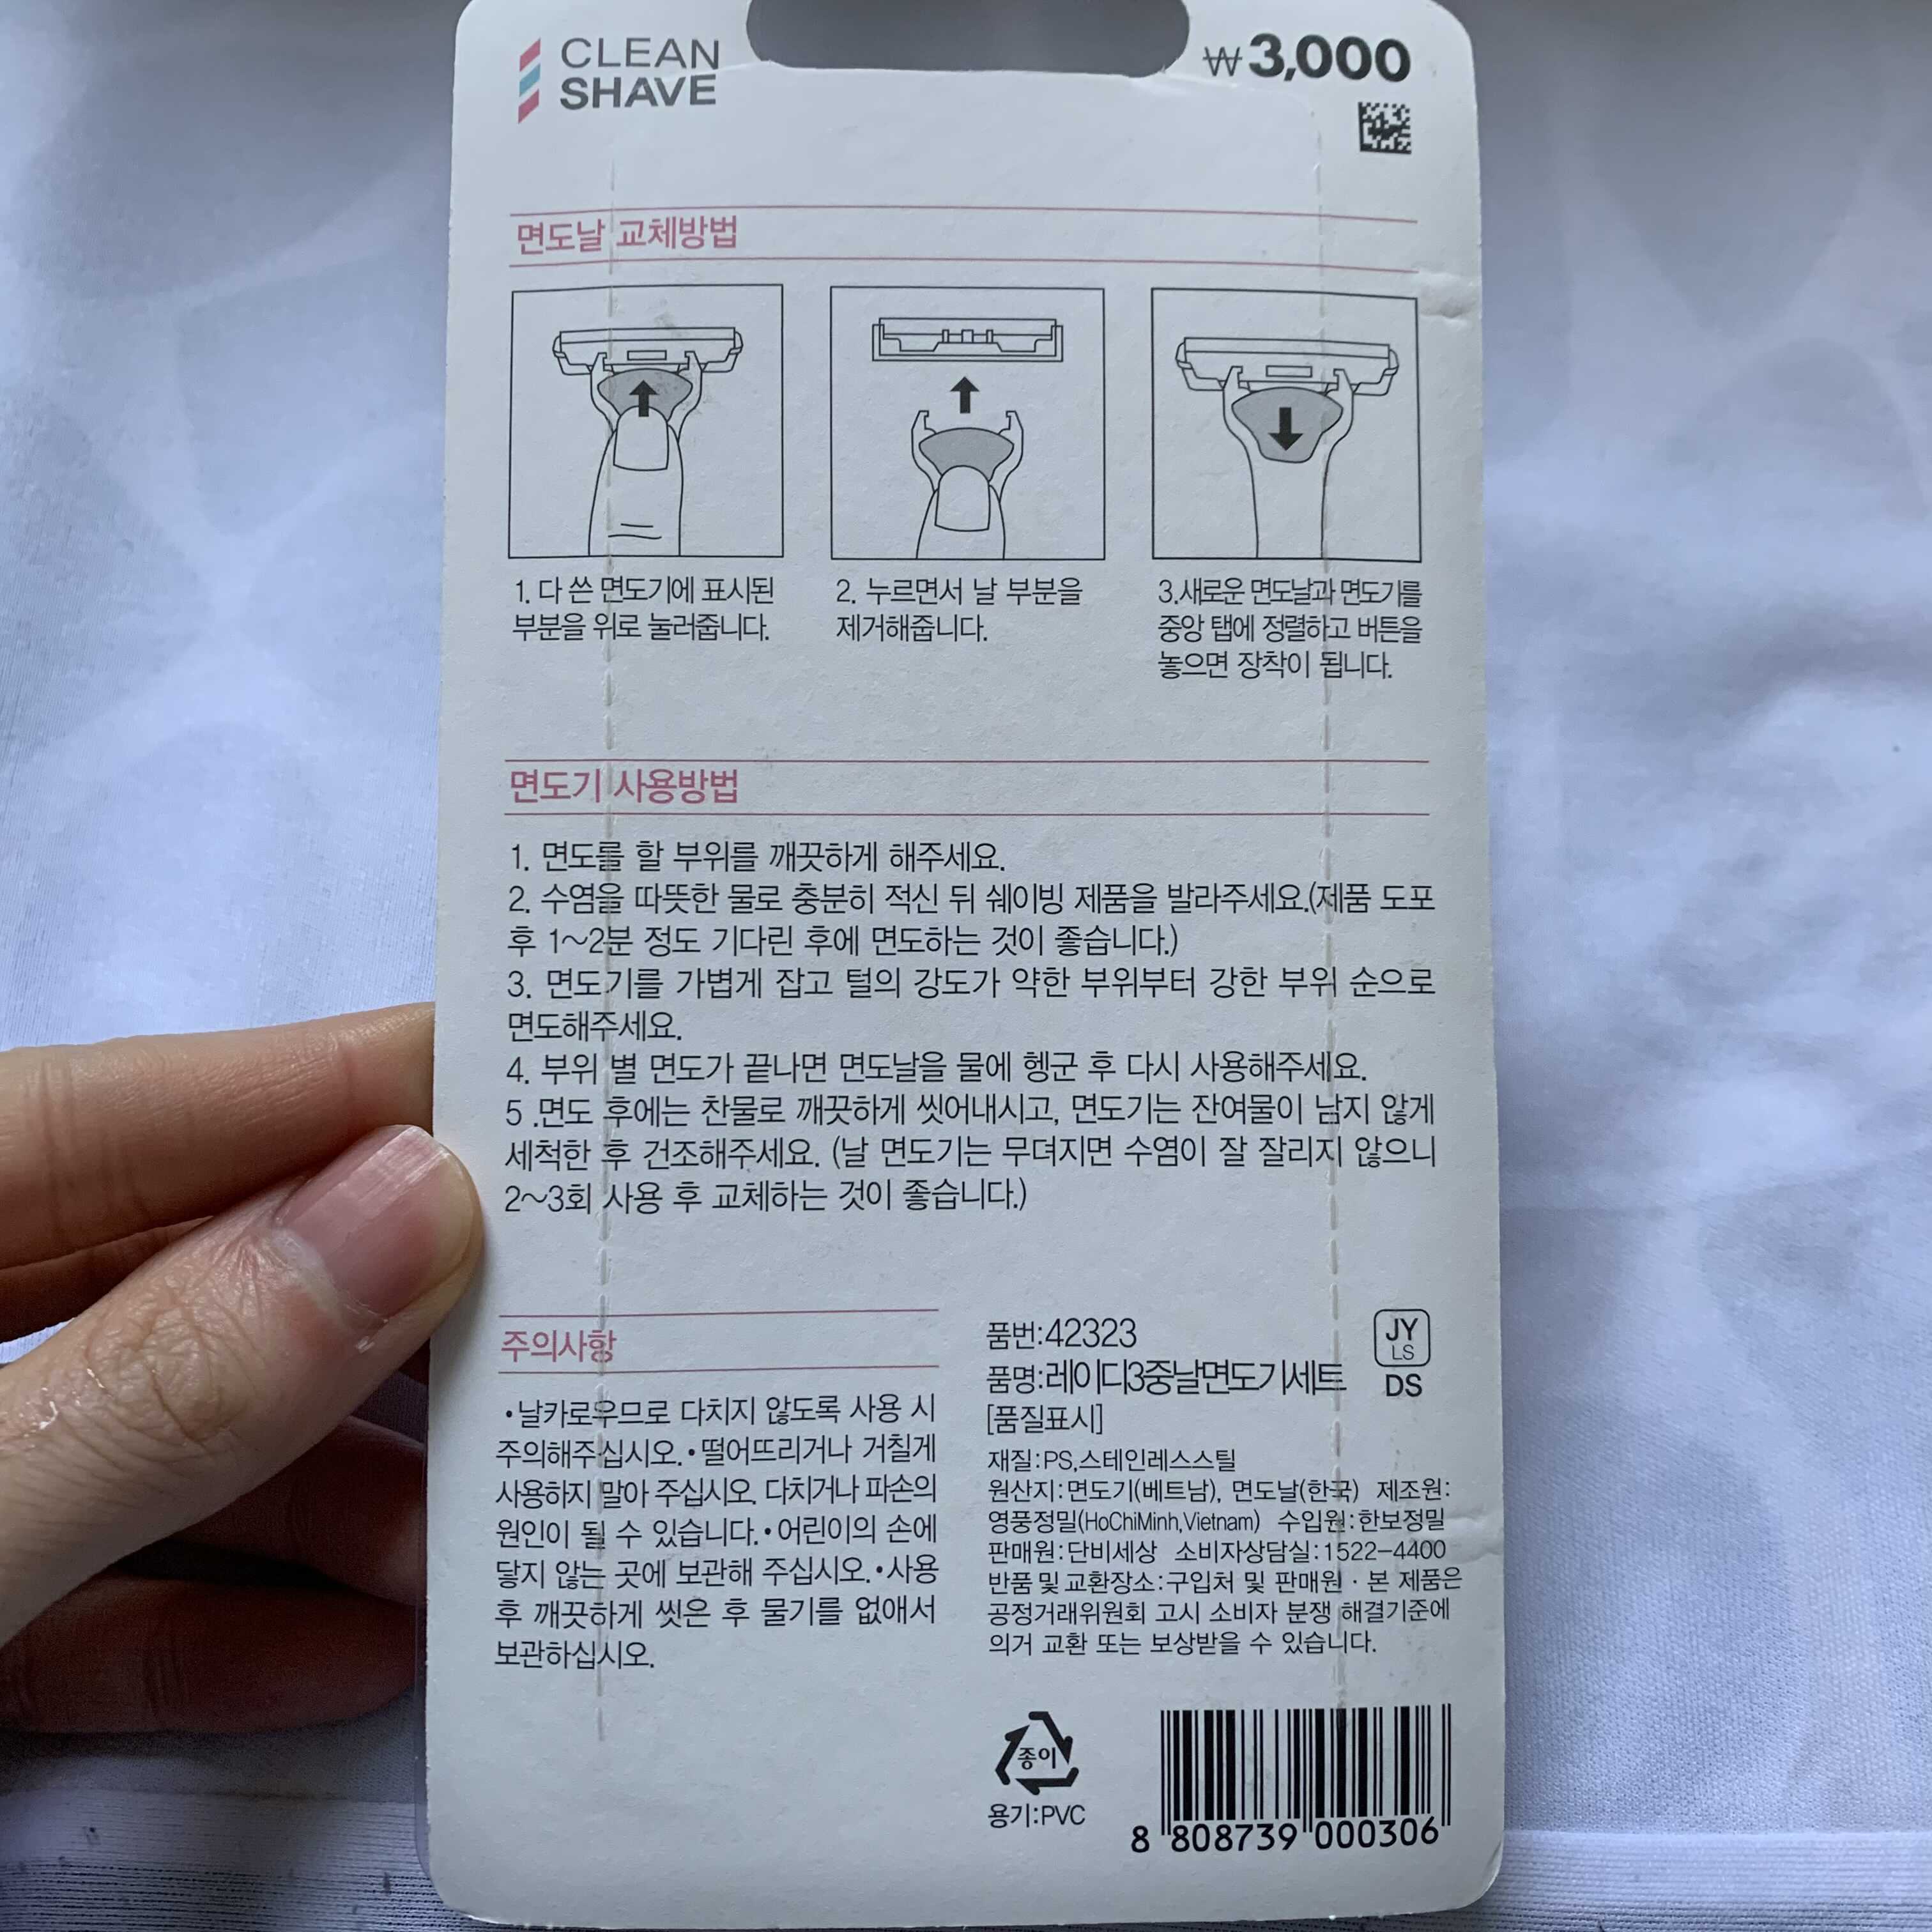 CLEAN
SHAVE
₩3,000
면도날 교체방법
1. 다 쓴 면도기에 표시된
부분을 위로 눌러줍니다.
2. 누르면서 날 부분을
제거해줍니다.
3.새로운 면도날과 면도기를
중앙 탭에 정렬하고 버튼을
놓으면 장착이 됩니다.
면도기 사용방법
1. 면도를 할 부위를 깨끗하게 해주세요.
2. 수염을 따뜻한 물로 충분히 적신 뒤 쉐이빙 제품을 발라주세요.(제품 도포
후 1~2분 정도 기다린 후에 면도하는 것이 좋습니다.)
3. 면도기를 가볍게 잡고 털의 강도가 약한 부위부터 강한 부위 순으로
면도해주세요.
4. 부위 별 면도가 끝나면 면도날을 물에 헹군 후 다시 사용해주세요.
5 .면도 후에는 찬물로 깨끗하게 씻어내시고, 면도기는 잔여물이 남지 않게
세척한 후 건조해주세요. (날 면도기는 무뎌지면 수염이 잘 잘리지 않으니
2~3회 사용 후 교체하는 것이 좋습니다.)
주의사항
•날카로우므로 다치지 않도록 사용 시
주의해주십시오.•떨어뜨리거나 거칠게
사용하지 말아 주십시오. 다치거나 파손의
원인이 될 수 있습니다.•어린이의 손에
닿지 않는 곳에 보관해 주십시오.•사용
후 깨끗하게 씻은 후 물기를 없애서
보관하십시오.
품번:42323
품명:레이디3중날면도기세트
JY
LS
DS
[품질표시]
재질:PS,스테인레스스틸
원산지:면도기(베트남), 면도날(한국) 제조원:
영풍정밀(HoChiMinh,Vietnam) 수입원:한보정밀
판매원:단비세상 소비자상담실:1522-4400
반품 및 교환장소:구입처 및 판매원 · 본 제품은
공정거래위원회 고시 소비자 분쟁 해결기준에
의거 교환 또는 보상받을 수 있습니다.
종이
용기:PVC
8 808739 000306